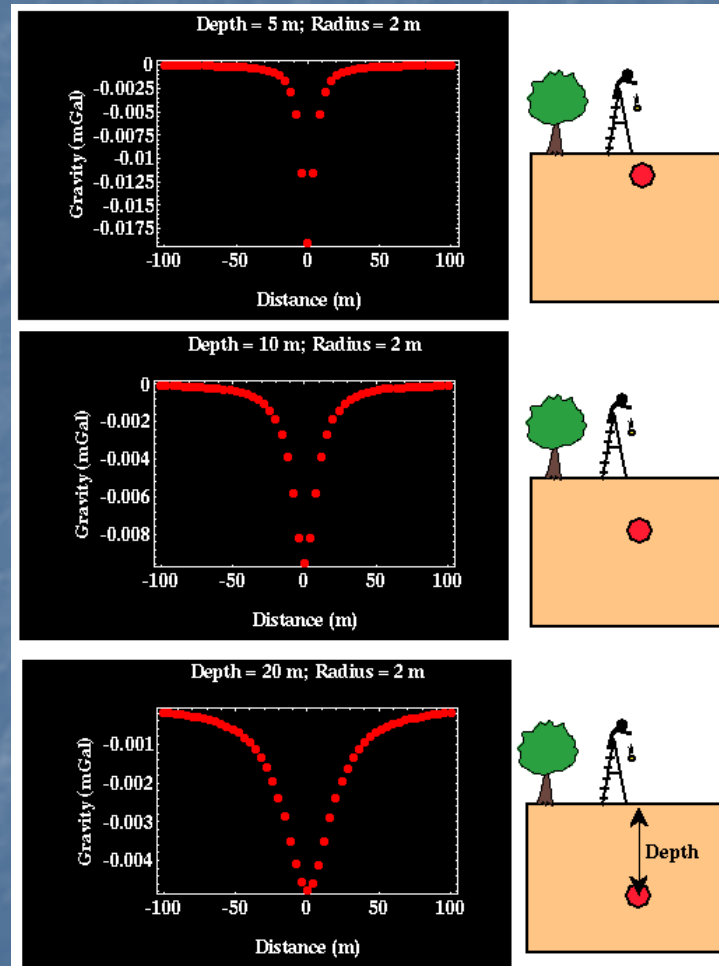 Depth = 5 m; Radius = 2 m
Gravity (mGal)
0
-0.0025
-0.005
-0.0075
-0.01
-0.0125
-0.015
-0.0175
-100 -50 0 50 100
Distance (m)
Depth = 10 m; Radius = 2 m
Gravity (mGal)
0
-0.002
-0.004
-0.006
-0.008
-100 -50 0 50 100
Distance (m)
Depth = 20 m; Radius = 2 m
Gravity (mGal)
-0.001
-0.002
-0.003
-0.004
-100 -50 0 50 100
Distance (m)
Depth